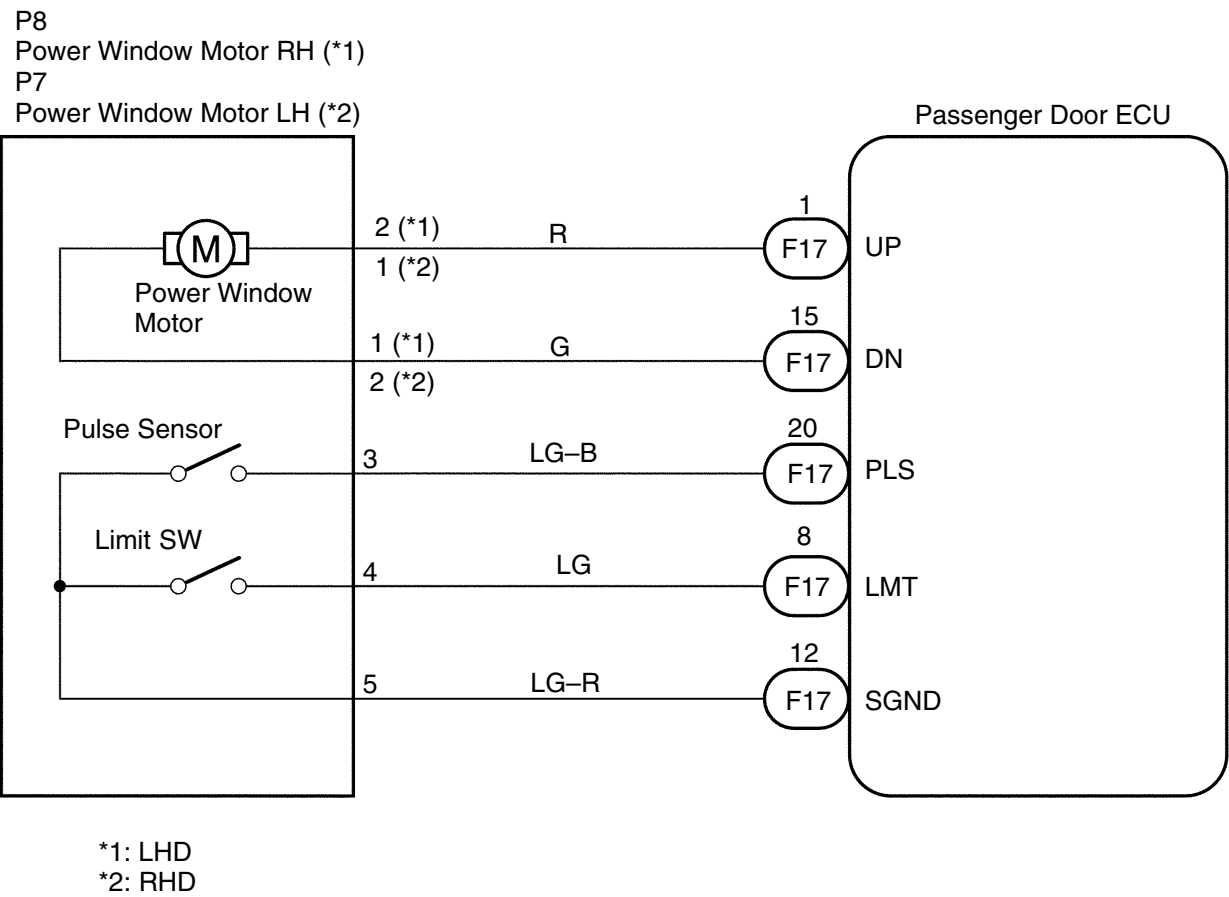 P8
Power Window Motor RH (*1)
P7
Power Window Motor LH (*2)
Passenger Door ECU
M
Power Window
Motor
2 (*1)
1 (*2)
R
1
F17
UP
1 (*1)
2 (*2)
G
15
F17
DN
Pulse Sensor
3
LG–B
20
F17
PLS
Limit SW
4
LG
8
F17
LMT
5
LG–R
12
F17
SGND
*1: LHD
*2: RHD